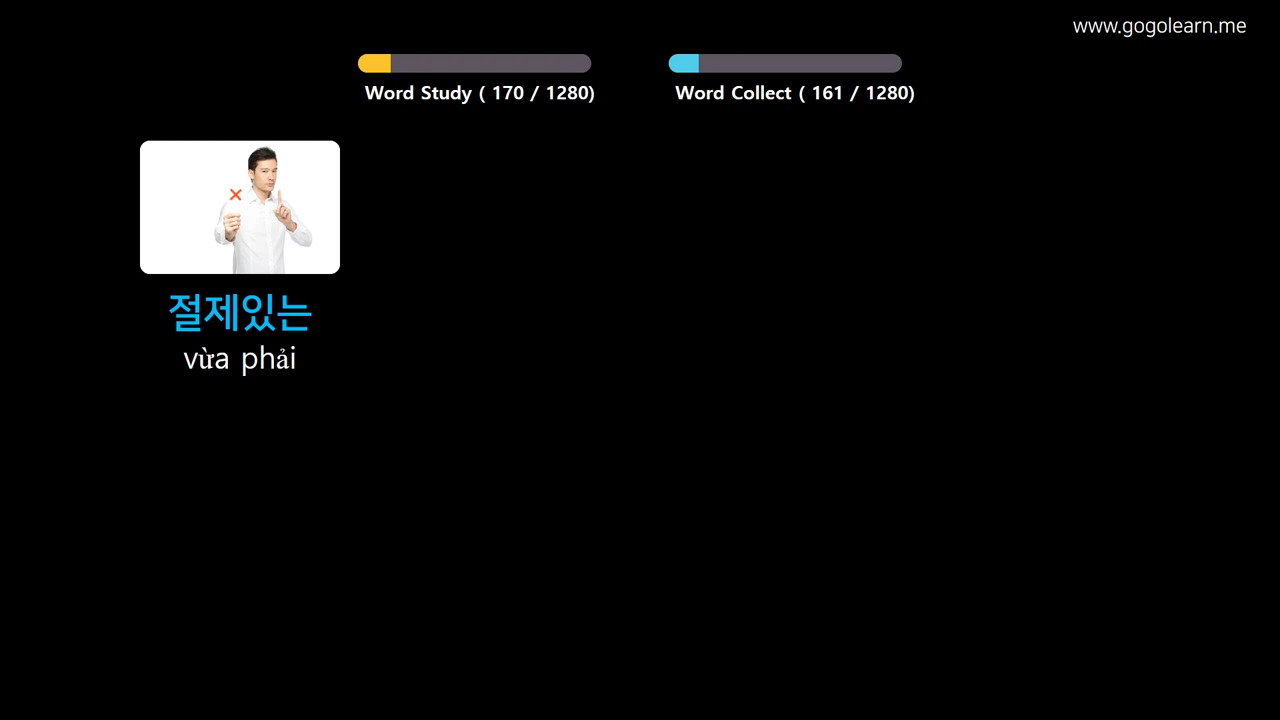 www.gogolearn.me
Word Study ( 170 / 1280)
Word Collect ( 161 / 1280)
절제있는
vừa phải